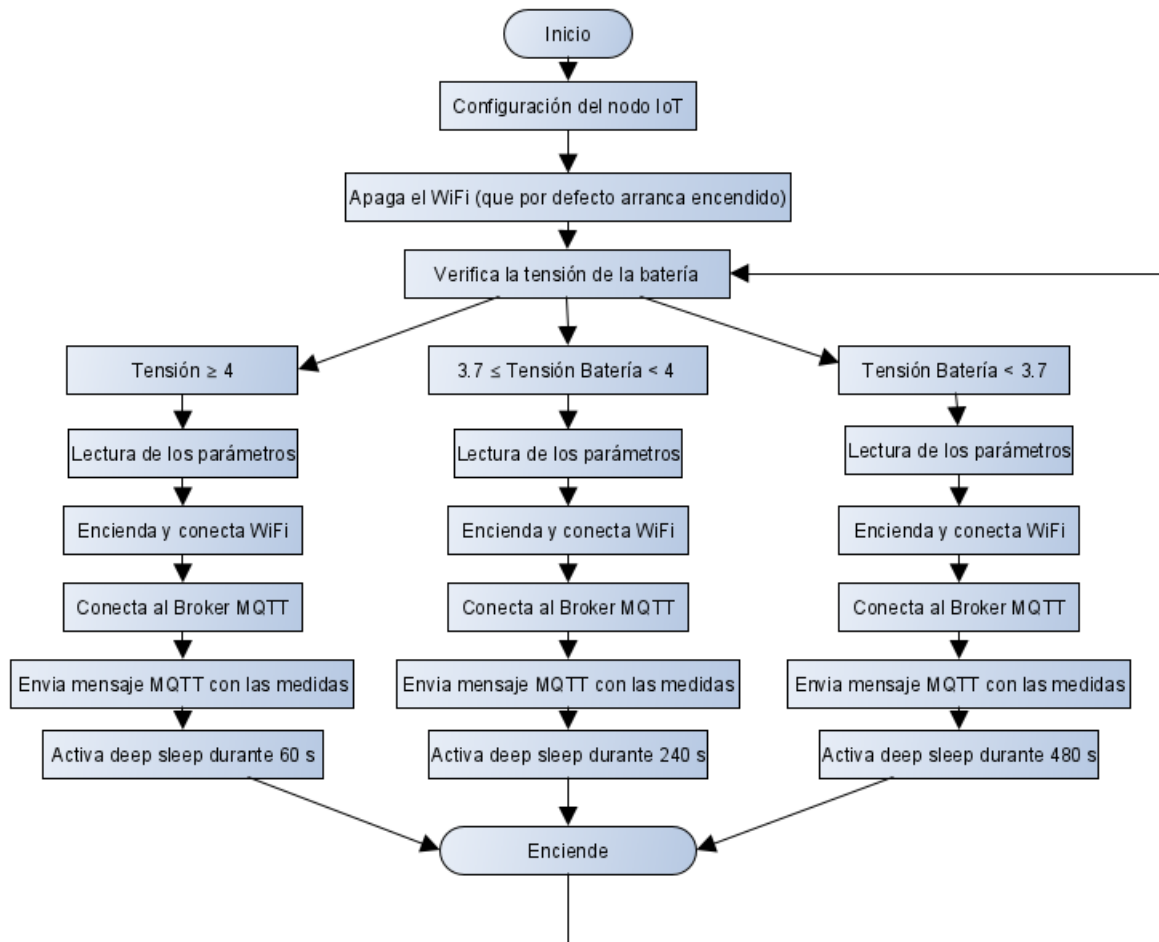 Inicio
Configuración del nodo IoT
Apaga el WiFi (que por defecto arranca encendido)
Verifica la tensión de la batería
Tensión ≥ 4
Lectura de los parámetros
Encienda y conecta WiFi
Conecta al Broker MQTT
Envia mensaje MQTT con las medidas
Activa deep sleep durante 60 s
3.7 ≤ Tensión Batería < 4
Lectura de los parámetros
Encienda y conecta WiFi
Conecta al Broker MQTT
Envia mensaje MQTT con las medidas
Activa deep sleep durante 240 s
Tensión Batería < 3.7
Lectura de los parámetros
Encienda y conecta WiFi
Conecta al Broker MQTT
Envia mensaje MQTT con las medidas
Activa deep sleep durante 480 s
Enciende